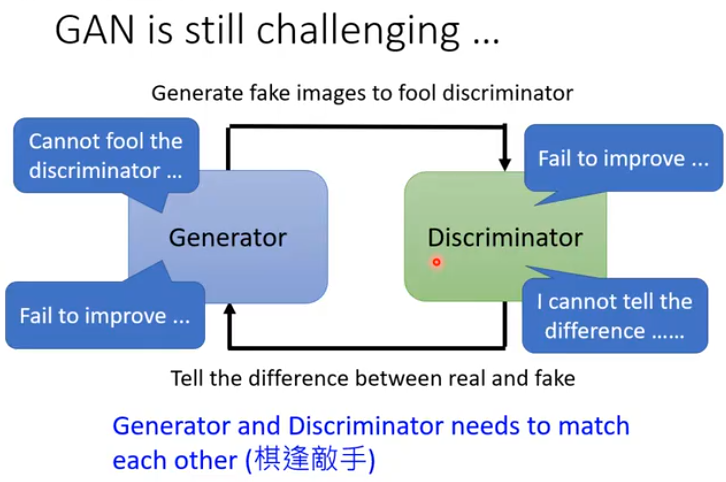 GAN is still challenging ...
Generate fake images to fool discriminator
Cannot fool the
discriminator ...
Fail to improve ...
Generator
Discriminator
Fail to improve ...
I cannot tell the
difference ......
Tell the difference between real and fake
Generator and Discriminator needs to match
each other (棋逢敵手)